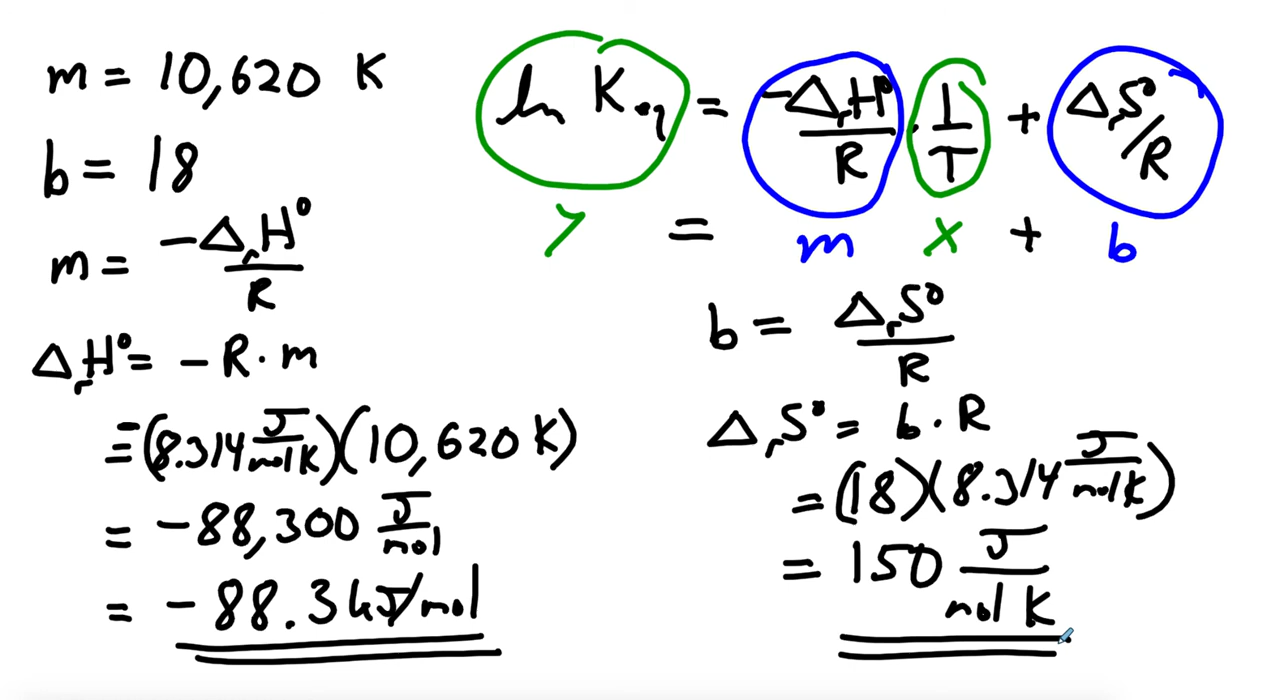 m = 10,620 K
b = 18
m = -ΔrH°/R
ΔrH° = - R · m
= -(8.314 J/mol K)(10,620 K)
= -88,300 J/mol
= -88.3 kJ/mol
ln Keq = -ΔrH°/R · 1/T + ΔrS°/R
y = m x + b
b = ΔrS°/R
ΔrS° = b · R
= (18)(8.314 J/mol K)
= 150 J/mol K